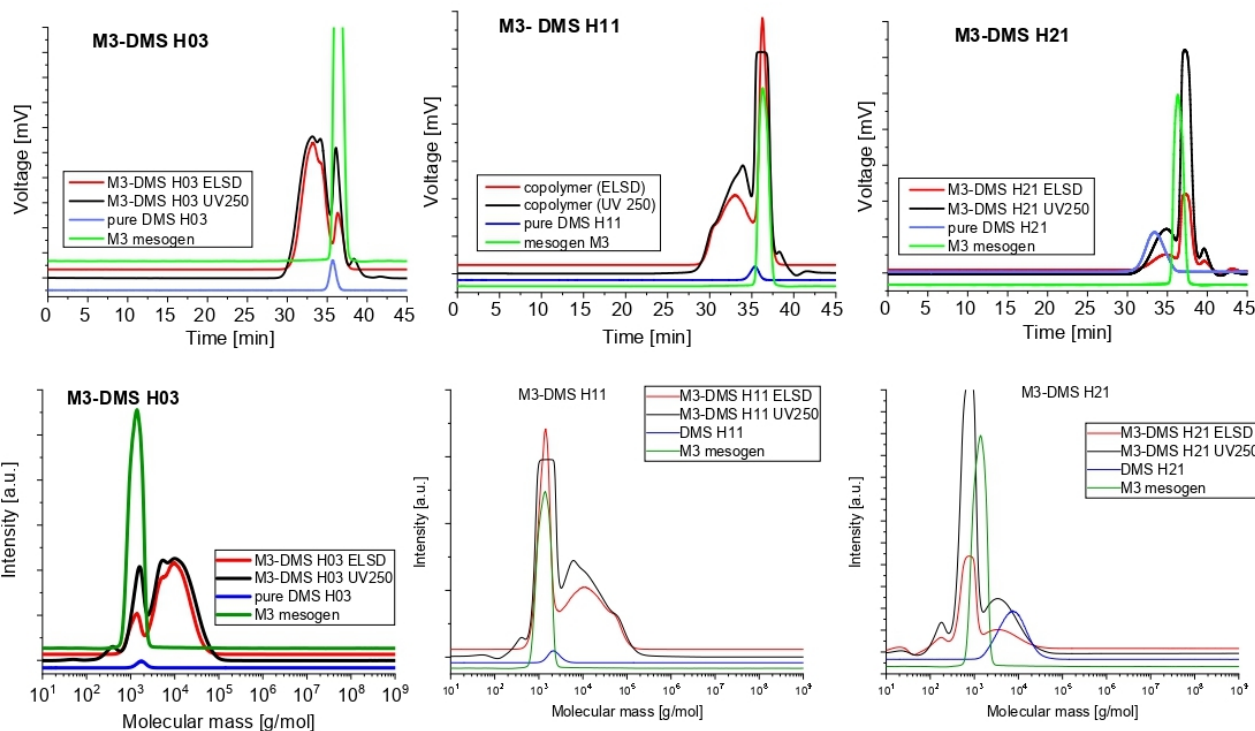 M3-DMS H03
Voltage [mV]
M3-DMS H03 ELSD
M3-DMS H03 UV250
pure DMS H03
M3 mesogen
0 5 10 15 20 25 30 35 40 45
Time [min]
M3- DMS H11
Voltage [mV]
copolymer (ELSD)
copolymer (UV 250)
pure DMS H11
mesogen M3
0 5 10 15 20 25 30 35 40 45
Time [min]
M3-DMS H21
Voltage [mV]
M3-DMS H21 ELSD
M3-DMS H21 UV250
pure DMS H21
M3 mesogen
0 5 10 15 20 25 30 35 40 45
Time [min]
M3-DMS H03
Intensity [a.u.]
M3-DMS H03 ELSD
M3-DMS H03 UV250
pure DMS H03
M3 mesogen
10¹ 10² 10³ 10⁴ 10⁵ 10⁶ 10⁷ 10⁸ 10⁹
Molecular mass [g/mol]
M3-DMS H11
Intensity [a.u.]
M3-DMS H11 ELSD
M3-DMS H11 UV250
DMS H11
M3 mesogen
10¹ 10² 10³ 10⁴ 10⁵ 10⁶ 10⁷ 10⁸ 10⁹
Molecular mass [g/mol]
M3-DMS H21
Intensity [a.u.]
M3-DMS H21 ELSD
M3-DMS H21 UV250
DMS H21
M3 mesogen
10¹ 10² 10³ 10⁴ 10⁵ 10⁶ 10⁷ 10⁸ 10⁹
Molecular mass [g/mol]